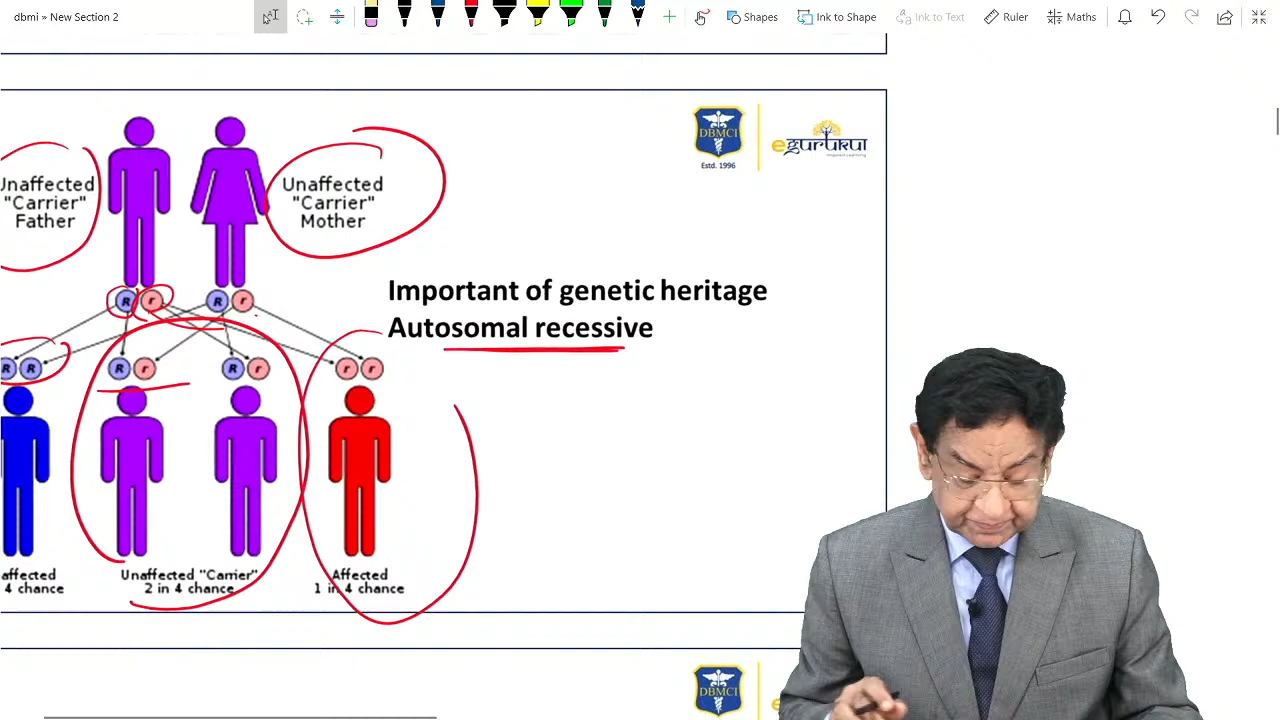 dbmi » New Section 2
Shapes
Ink to Shape
Ink to Text
Ruler
Maths
DBMCI
Estd. 1996
egurukul
Unaffected
"Carrier"
Father
Unaffected
"Carrier"
Mother
R r R r
Important of genetic heritage
Autosomal recessive
R R R r R r r r
affected
4 chance
Unaffected "Carrier"
2 in 4 chance
Affected
1 in 4 chance
DBMCI
e